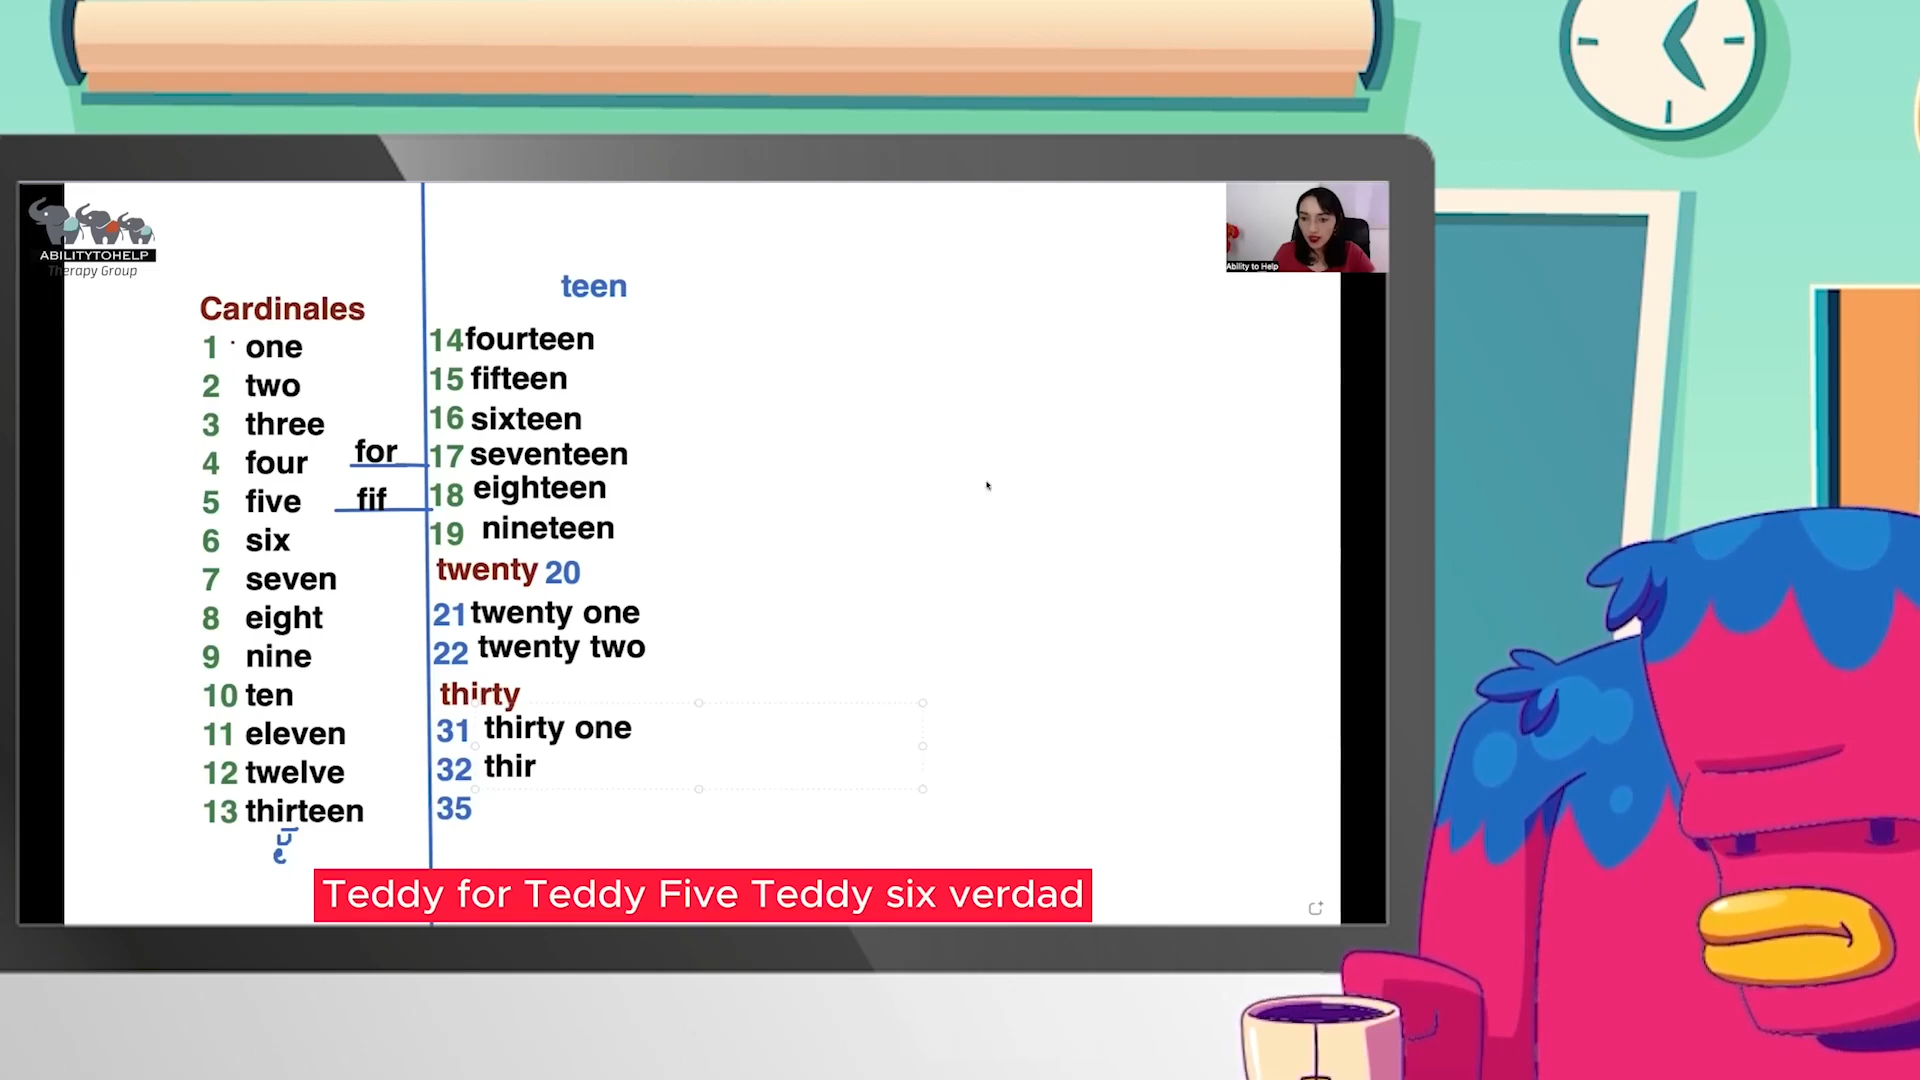 ABILITYTOHELP
Therapy Group
Ability to Help
teen
Cardinales
1 one
2 two
3 three
4 four for
5 five fif
6 six
7 seven
8 eight
9 nine
10 ten
11 eleven
12 twelve
13 thirteen
14 fourteen
15 fifteen
16 sixteen
17 seventeen
18 eighteen
19 nineteen
twenty 20
21 twenty one
22 twenty two
thirty
31 thirty one
32 thir
35
Teddy for Teddy Five Teddy six verdad